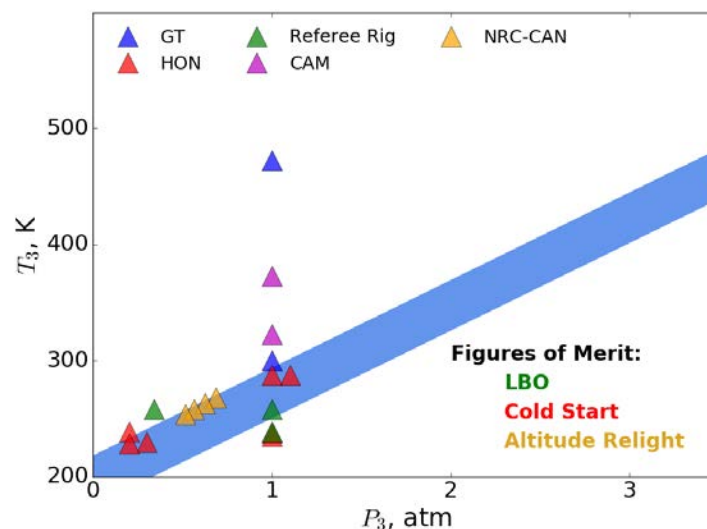 GT Referee Rig NRC-CAN
HON CAM
500
400
300
200
T3, K
Figures of Merit:
LBO
Cold Start
Altitude Relight
0 1 2 3
P3, atm